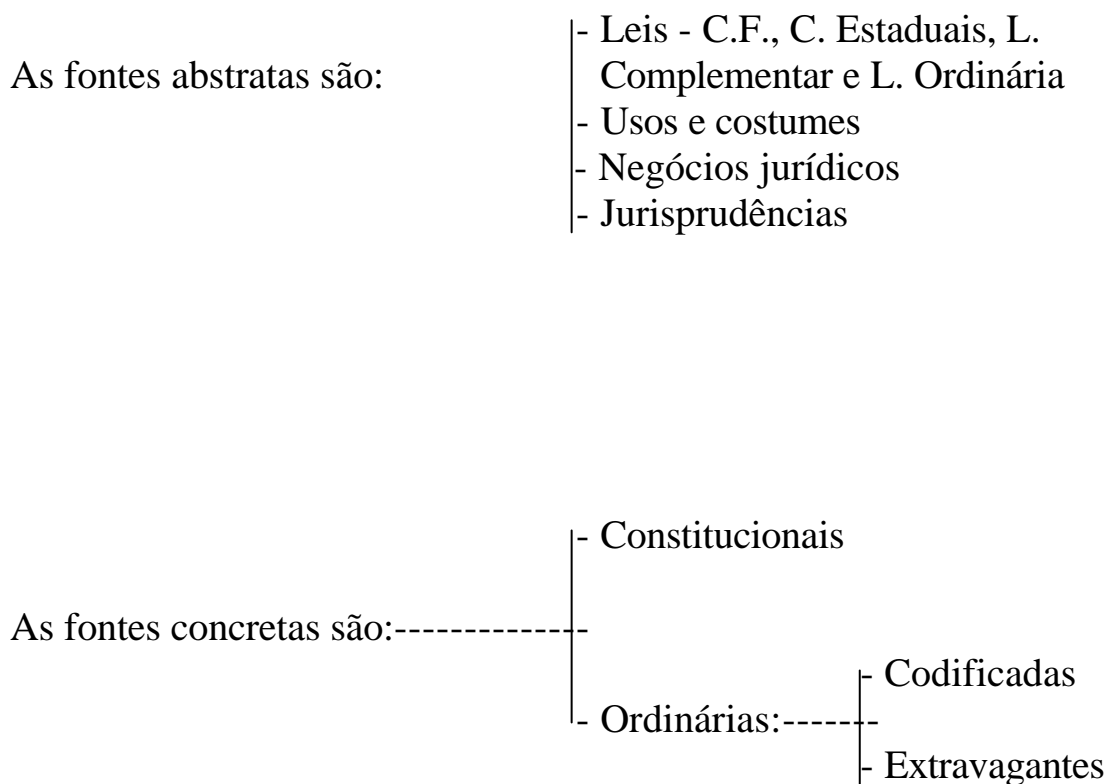 - Leis - C.F., C. Estaduais, L.
As fontes abstratas são: Complementar e L. Ordinária
- Usos e costumes
- Negócios jurídicos
- Jurisprudências
- Constitucionais
As fontes concretas são:---------------
- Codificadas
- Ordinárias:-------
- Extravagantes